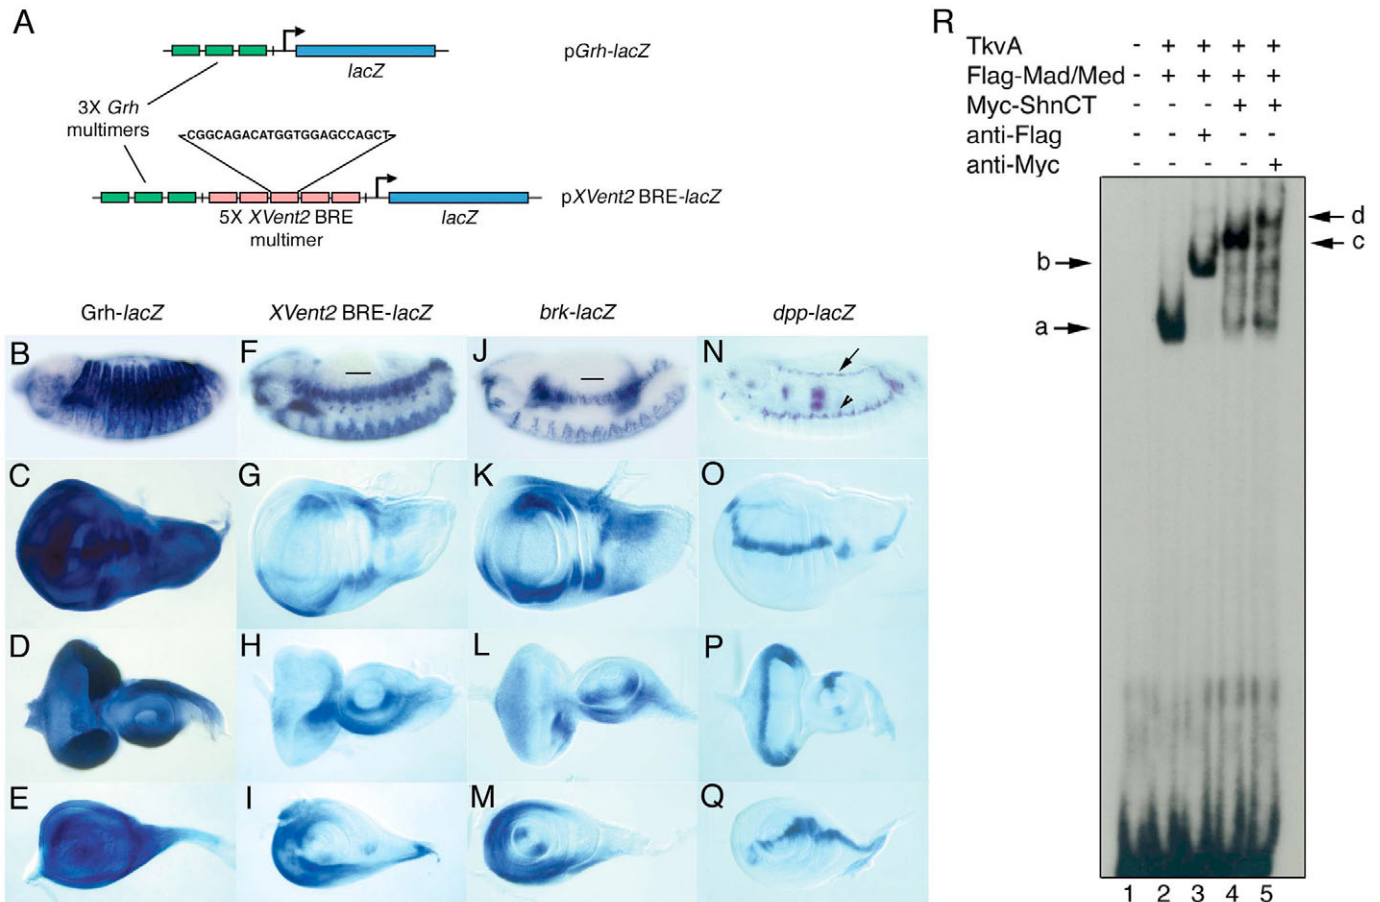 A
pGrh-lacZ
lacZ
3X Grh
multimers
CGGCAGACATGGTGGAGCCAGCT
pXVent2 BRE-lacZ
5X XVent2 BRE
multimer
lacZ
Grh-lacZ
XVent2 BRE-lacZ
brk-lacZ
dpp-lacZ
B
F
J
N
C
G
K
O
D
H
L
P
E
I
M
Q
R
TkvA - + + + +
Flag-Mad/Med - + + + +
Myc-ShnCT - - - + +
anti-Flag - - + - -
anti-Myc - - - - +
d
c
b
a
1 2 3 4 5